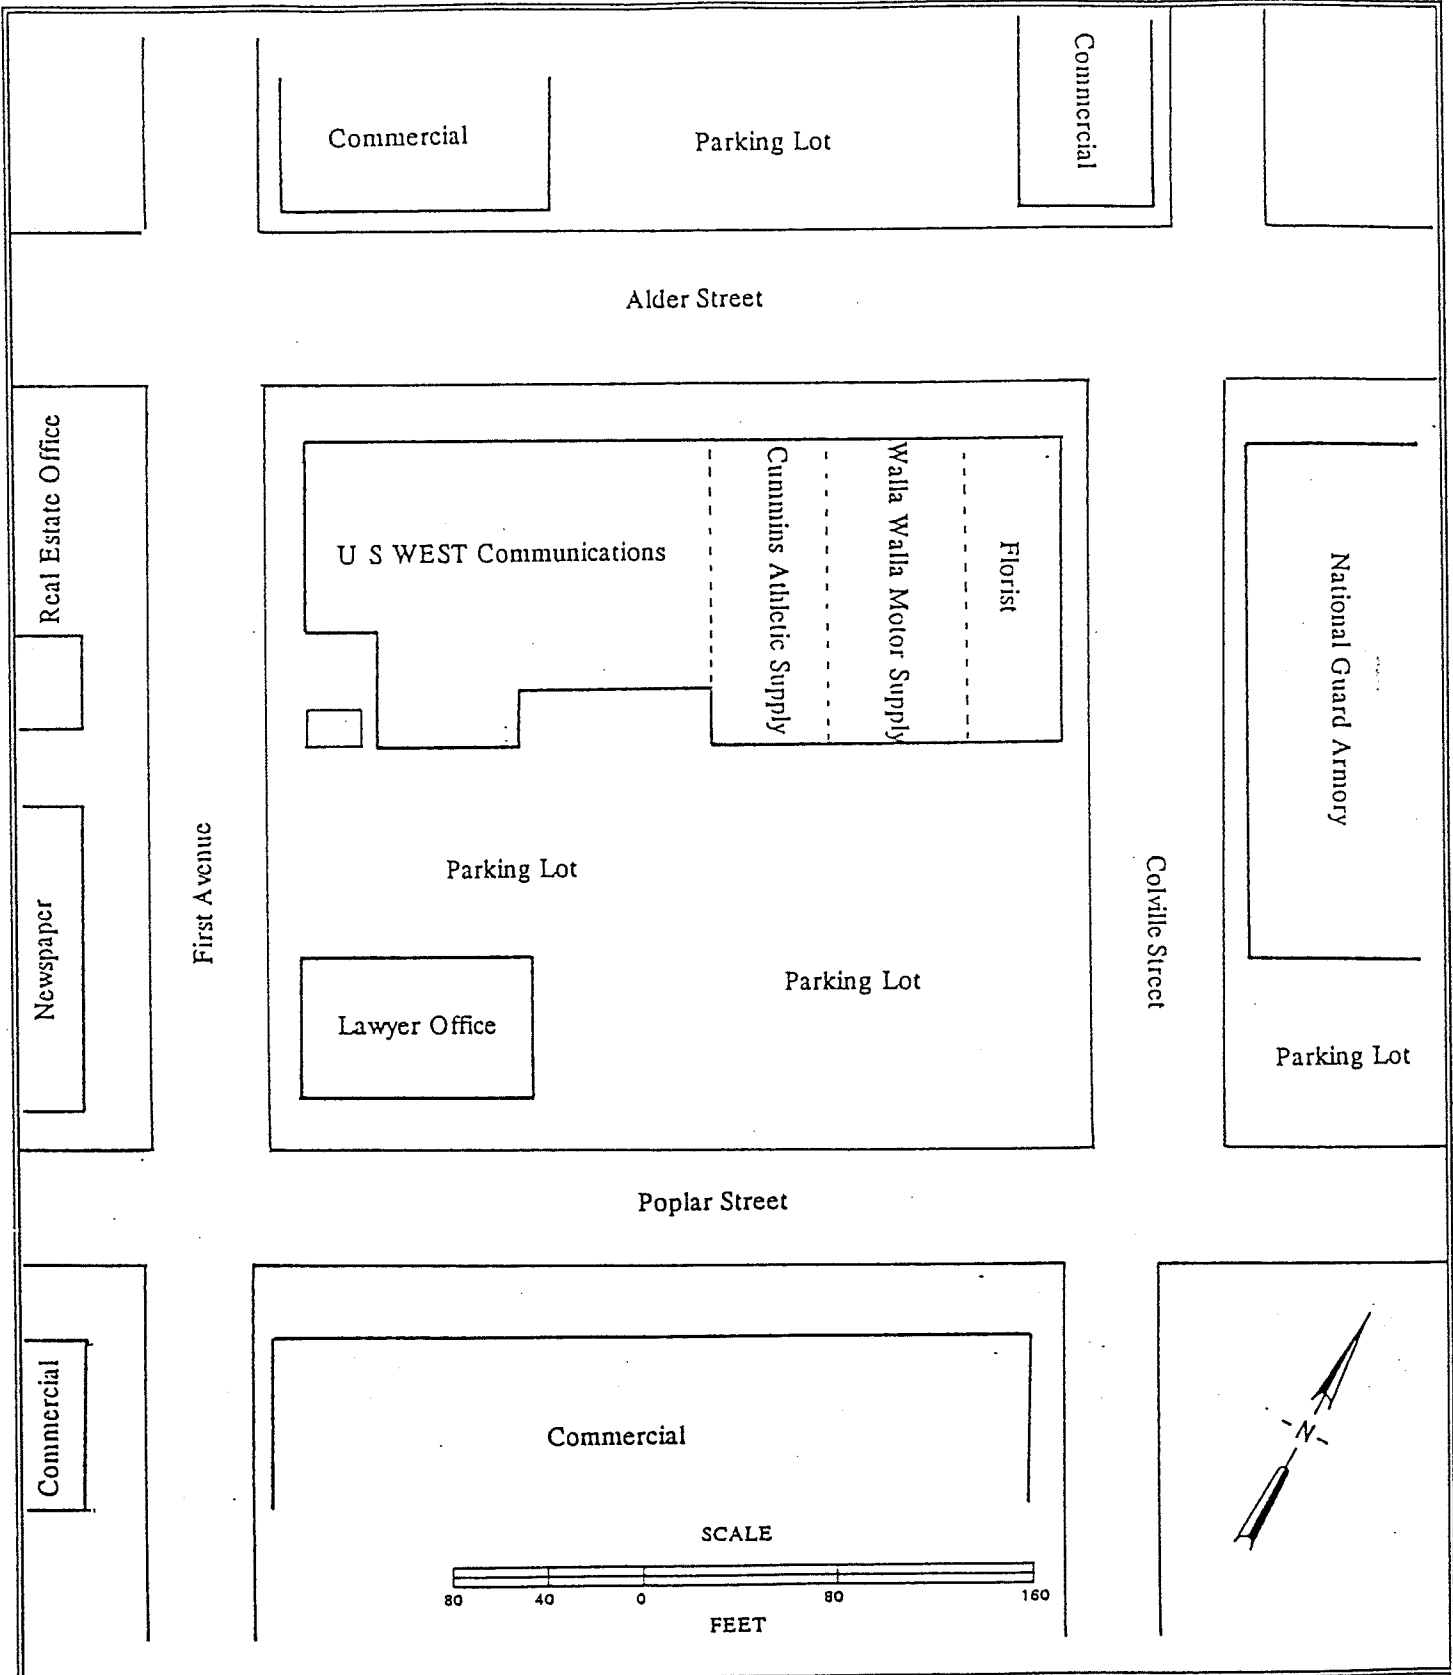 Commercial
Parking Lot
Commercial
Alder Street
Real Estate Office
U S WEST Communications
Cummins Athletic Supply
Walla Walla Motor Supply
Florist
National Guard Armory
Newspaper
First Avenue
Parking Lot
Lawyer Office
Parking Lot
Colville Street
Parking Lot
Poplar Street
Commercial
Commercial
N
SCALE
80 40 0 80 160
FEET